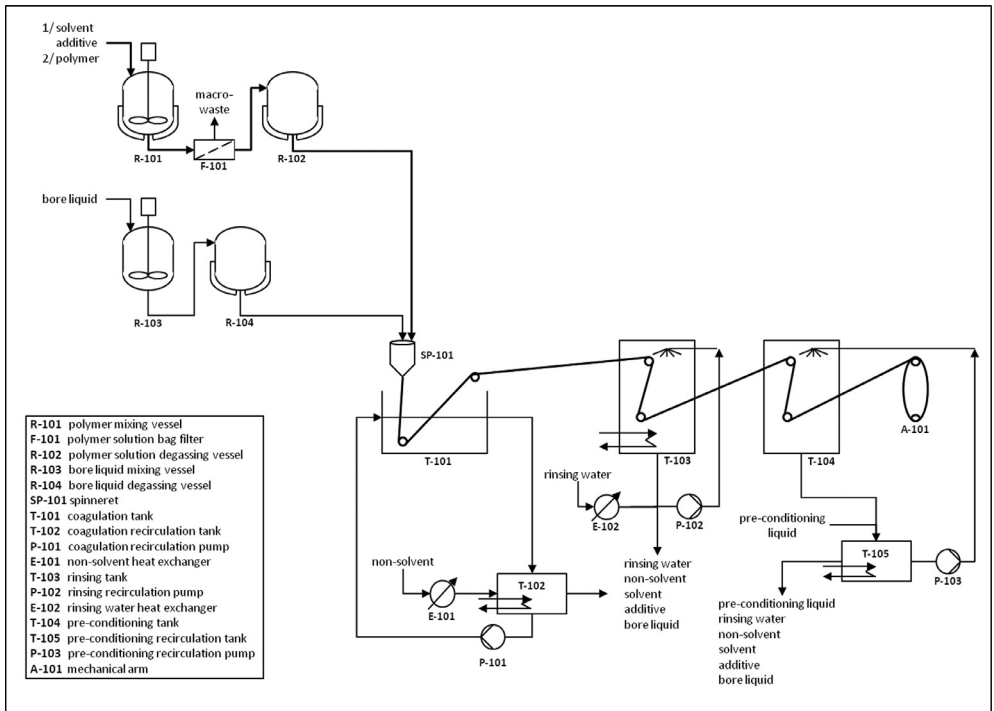 1/ solvent
additive
2/ polymer
macro-
waste
R-101
F-101
R-102
bore liquid
R-103
R-104
SP-101
T-101
T-103
T-104
A-101
rinsing water
E-102
P-102
pre-conditioning
liquid
T-105
P-103
non-solvent
E-101
T-102
P-101
rinsing water
non-solvent
solvent
additive
bore liquid
pre-conditioning liquid
rinsing water
non-solvent
solvent
additive
bore liquid
R-101 polymer mixing vessel
F-101 polymer solution bag filter
R-102 polymer solution degassing vessel
R-103 bore liquid mixing vessel
R-104 bore liquid degassing vessel
SP-101 spinneret
T-101 coagulation tank
T-102 coagulation recirculation tank
P-101 coagulation recirculation pump
E-101 non-solvent heat exchanger
T-103 rinsing tank
P-102 rinsing recirculation pump
E-102 rinsing water heat exchanger
T-104 pre-conditioning tank
T-105 pre-conditioning recirculation tank
P-103 pre-conditioning recirculation pump
A-101 mechanical arm